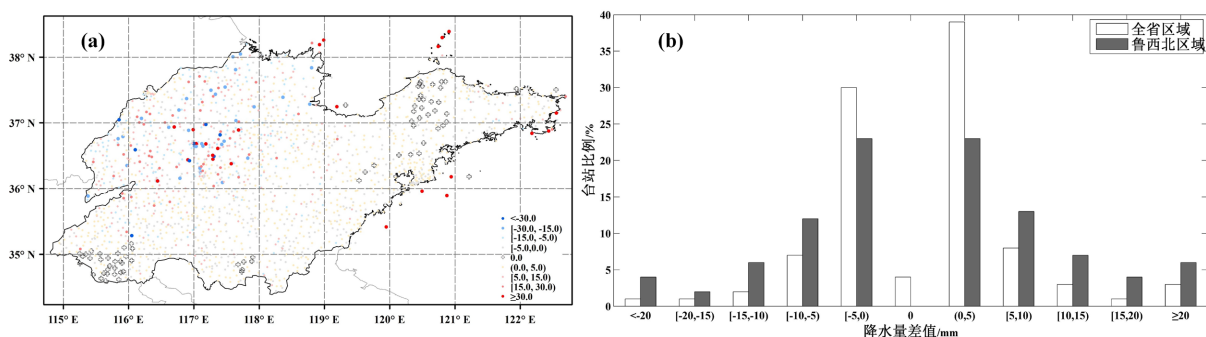 (a)
38° N
37° N
36° N
35° N
115° E 116° E 117° E 118° E 119° E 120° E 121° E 122° E
<-30.0
[-30.0, -15.0)
[-15.0, -5.0)
[-5.0,0.0)
0.0
(0.0, 5.0)
[5.0, 15.0)
[15.0, 30.0)
≥30.0
(b)
全省区域
鲁西北区域
台站比例/%
40
35
30
25
20
15
10
5
0
<-20 [-20,-15) [-15,-10) [-10,-5) [-5,0) 0 (0,5) [5,10) [10,15) [15,20) ≥20
降水量差值/mm